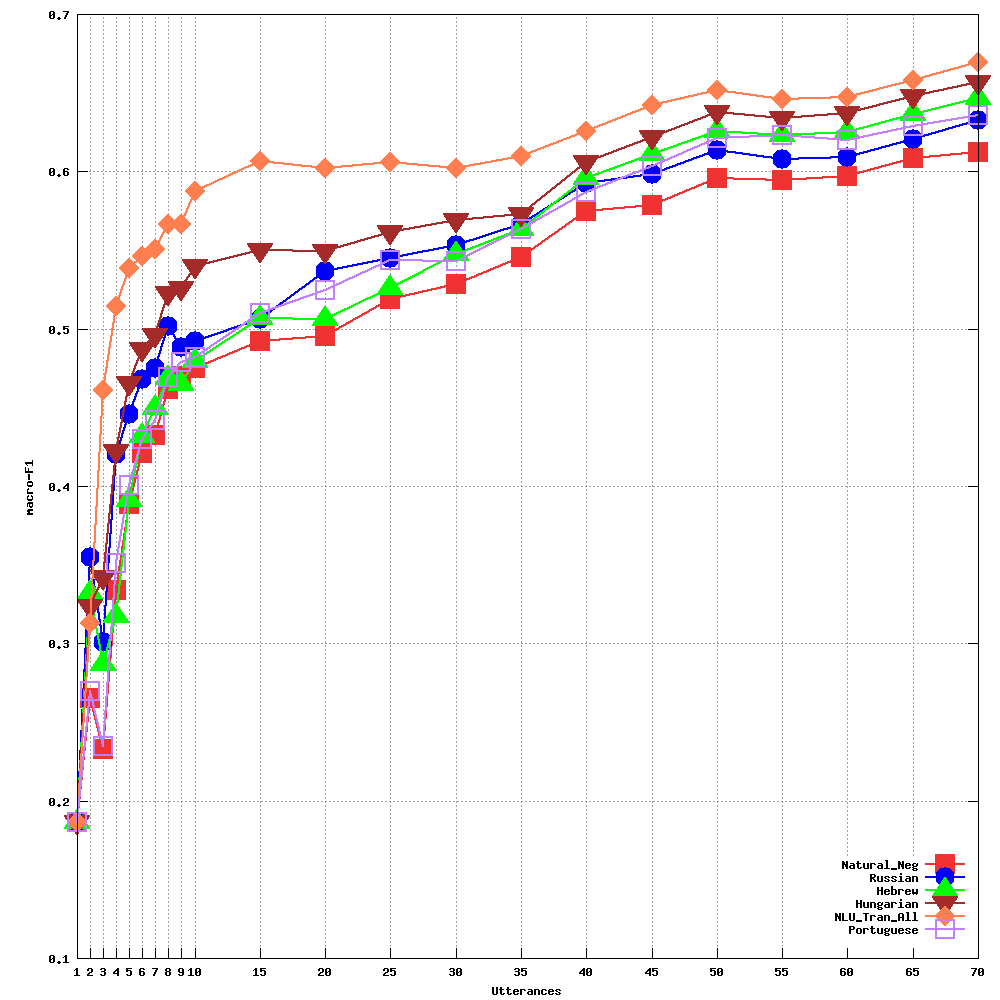 0.7
0.6
0.5
0.4
0.3
0.2
0.1
Macro-F1
1 2 3 4 5 6 7 8 9 10 15 20 25 30 35 40 45 50 55 60 65 70
Utterances
Natural_Neg
Russian
Hebrew
Hungarian
NLU_Tran_All
Portuguese